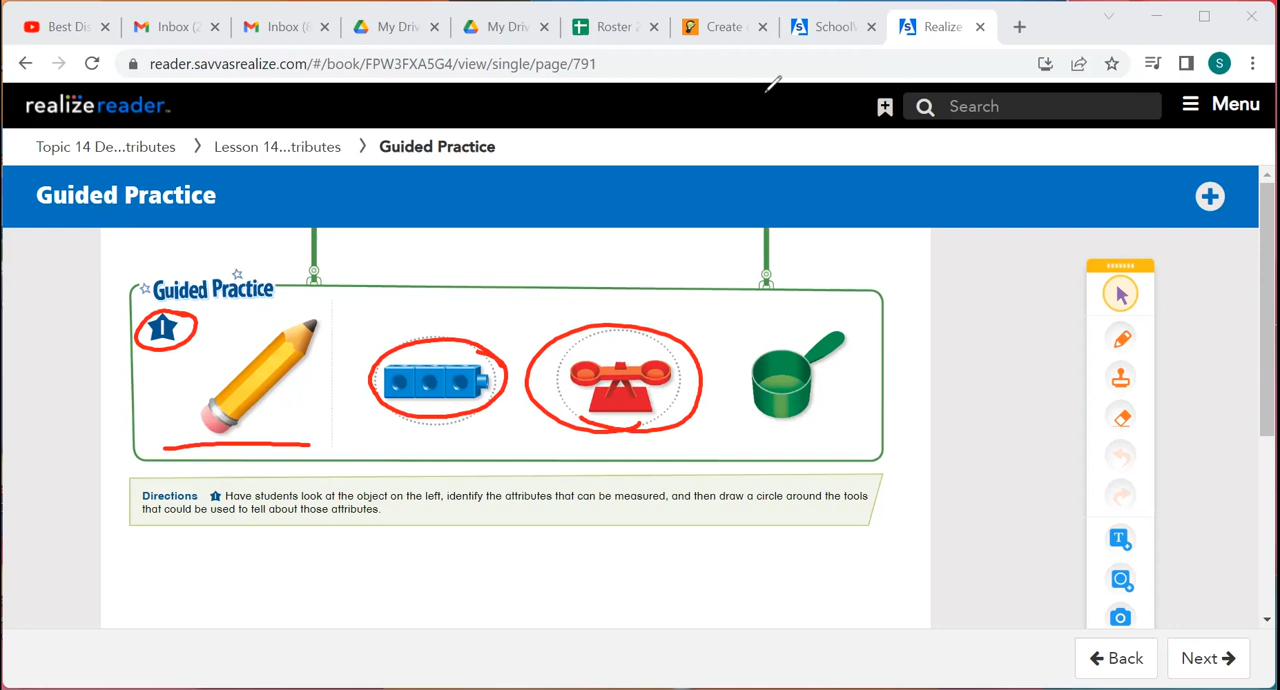 Best Dis
Inbox (2
Inbox (6
My Driv
My Driv
Roster 2
Create
School
Realize
reader.savvasrealize.com/#/book/FPW3FXA5G4/view/single/page/791
S
realize reader
Search
Menu
Topic 14 De...tributes
Lesson 14...tributes
Guided Practice
Guided Practice
Guided Practice
1
Directions 1 Have students look at the object on the left, identify the attributes that can be measured, and then draw a circle around the tools
that could be used to tell about those attributes.
T
Back
Next